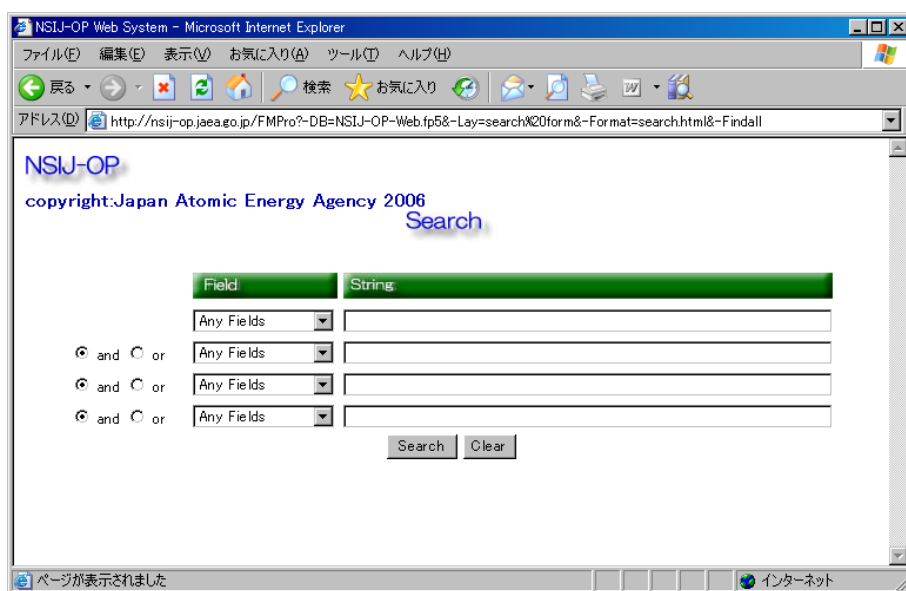 NSIJ-OP Web System - Microsoft Internet Explorer
ファイル(F) 編集(E) 表示(V) お気に入り(A) ツール(T) ヘルプ(H)
戻る 検索 お気に入り
アドレス(D) http://nsij-op.jaea.go.jp/FMPro?-DB=NSIJ-OP-Web.fp5&-Lay=search%20form&-Format=search.html&-Findall
NSIJ-OP
copyright:Japan Atomic Energy Agency 2006
Search
Field String
Any Fields
and or Any Fields
and or Any Fields
and or Any Fields
Search Clear
ページが表示されました インターネット